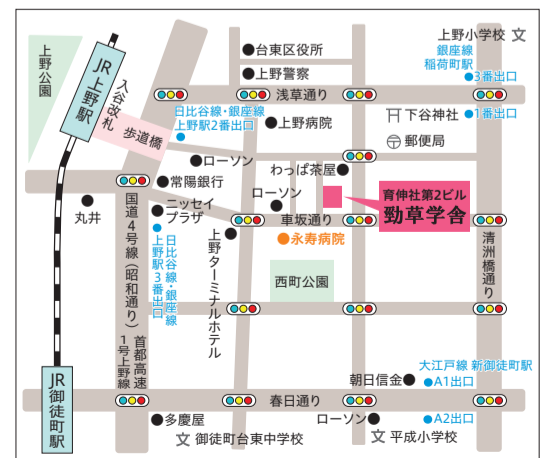 上野小学校 文
銀座線
稲荷町駅
3番出口
台東区役所
上野警察
浅草通り
上野公園
JR上野駅
入谷改札
歩道橋
日比谷線・銀座線
上野駅2番出口
上野病院
下谷神社
1番出口
〒郵便局
ローソン
わっぱ茶屋
常陽銀行
ローソン
育伸社第2ビル
勁草学舎
丸井
ニッセイ
プラザ
車坂通り
永寿病院
国道4号線(昭和通り)
日比谷線・銀座線
上野駅3番出口
上野ターミナルホテル
西町公園
清洲橋通り
首都高速
1号上野線
大江戸線 新御徒町駅
朝日信金
A1出口
JR御徒町駅
春日通り
多慶屋
ローソン
A2出口
文 御徒町台東中学校
文 平成小学校